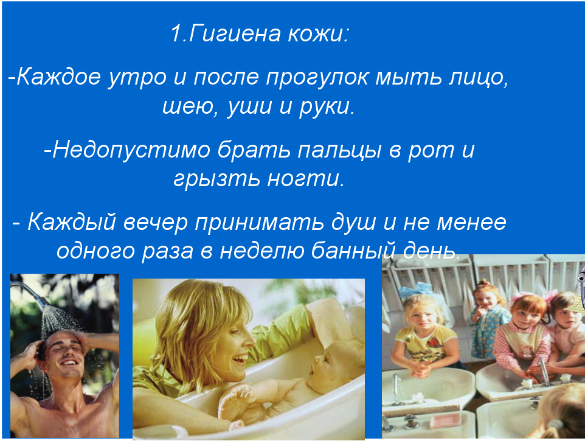 1.Гигиена кожи:
-Каждое утро и после прогулок мыть лицо,
шею, уши и руки.
-Недопустимо брать пальцы в рот и
грызть ногти.
- Каждый вечер принимать душ и не менее
одного раза в неделю банный день.